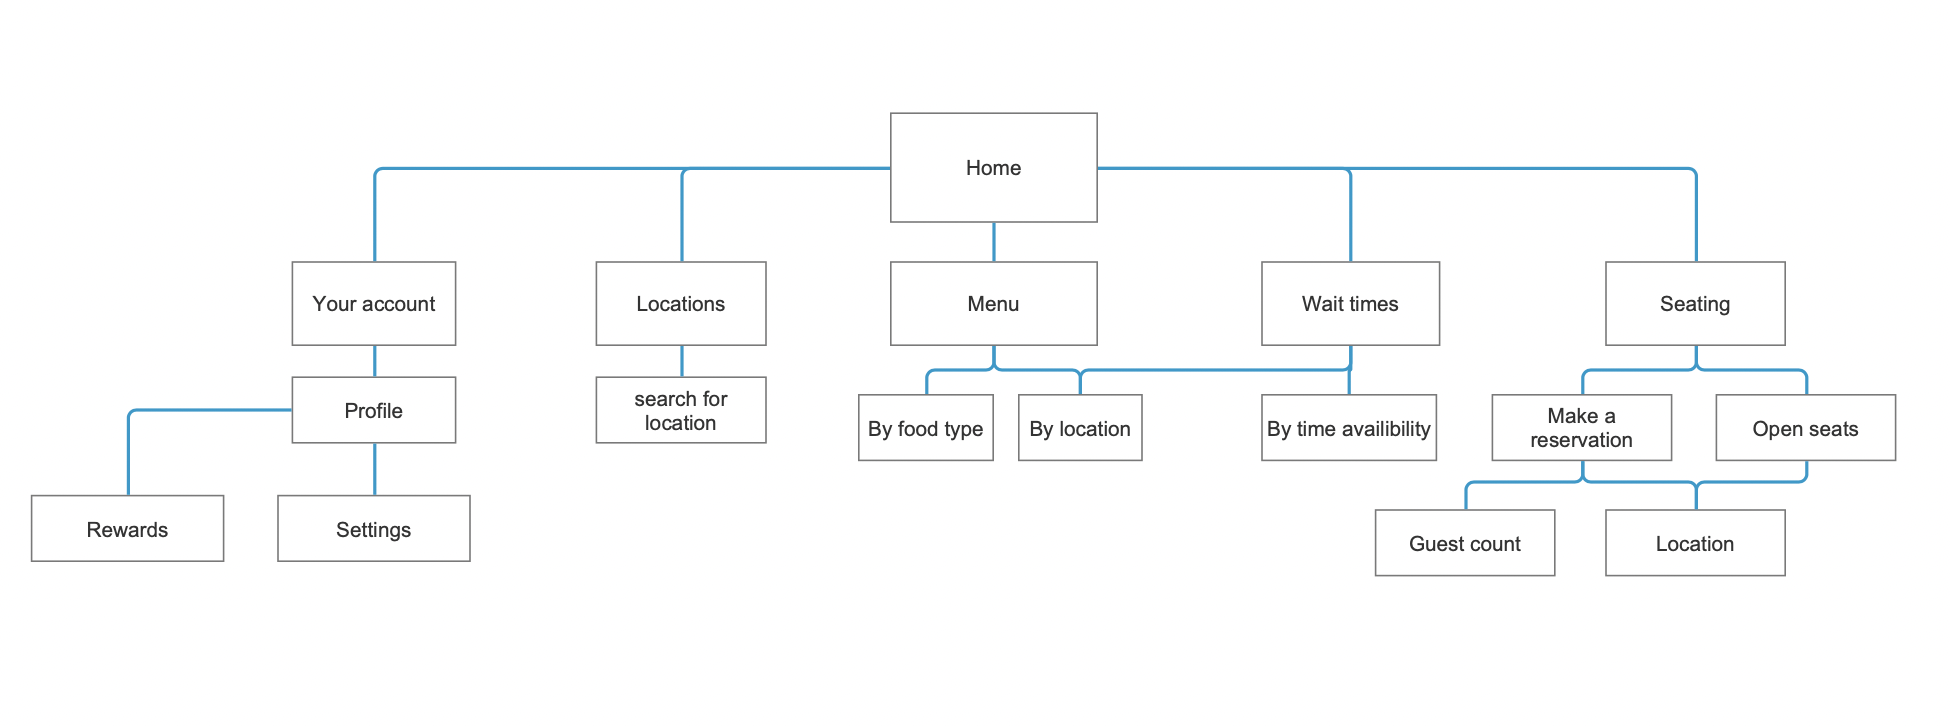 Home
Your account
Locations
Menu
Wait times
Seating
Profile
search for
location
By food type
By location
By time availibility
Make a
reservation
Open seats
Rewards
Settings
Guest count
Location